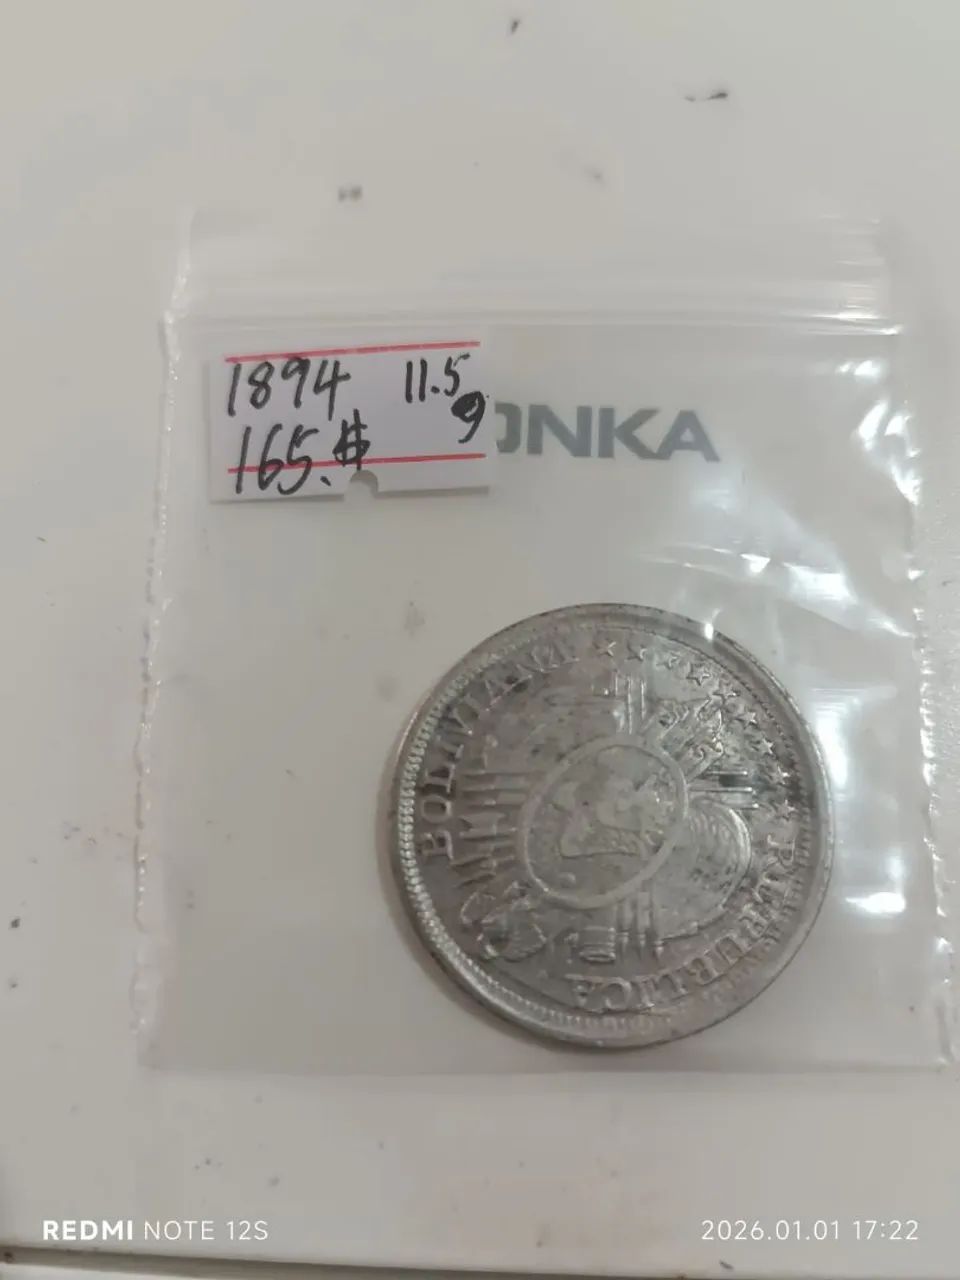 1894 11.5 g
165.$
ONKA
REPUBLICA BOLIVIANA
REDMI NOTE 12S
2026.01.01 17:22